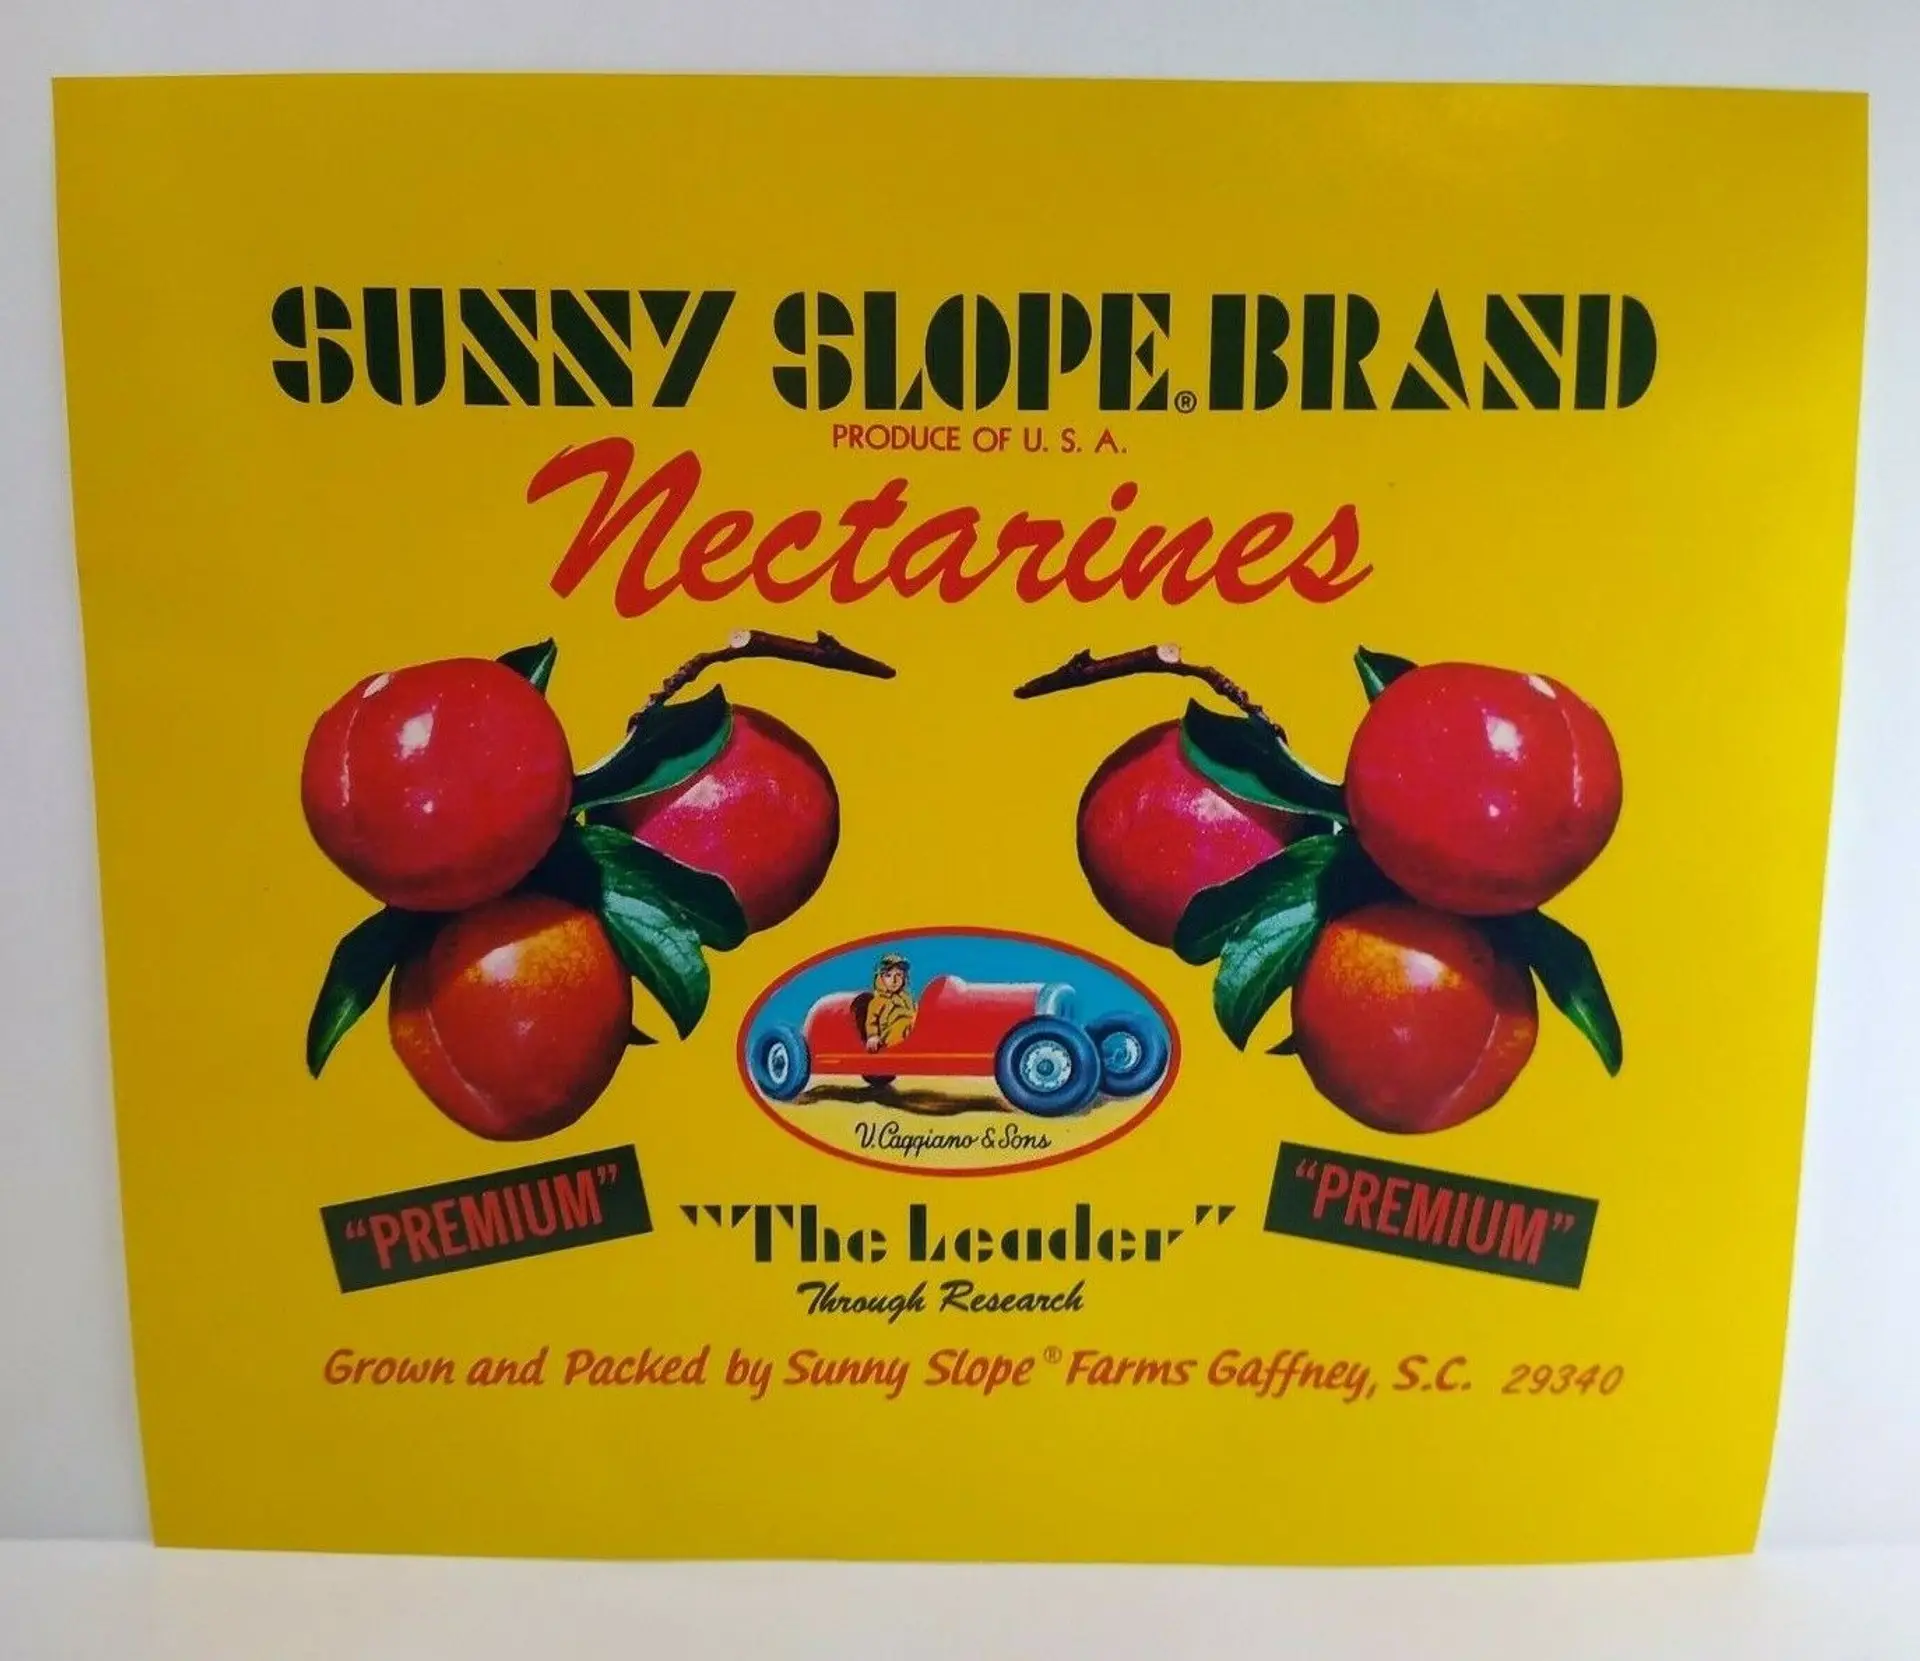 SUNNY SLOPE® BRAND
PRODUCE OF U. S. A.
Nectarines
V. Caggiano & Sons
"PREMIUM"
"PREMIUM"
"The Leader"
Through Research
Grown and Packed by Sunny Slope® Farms Gaffney, S.C. 29340